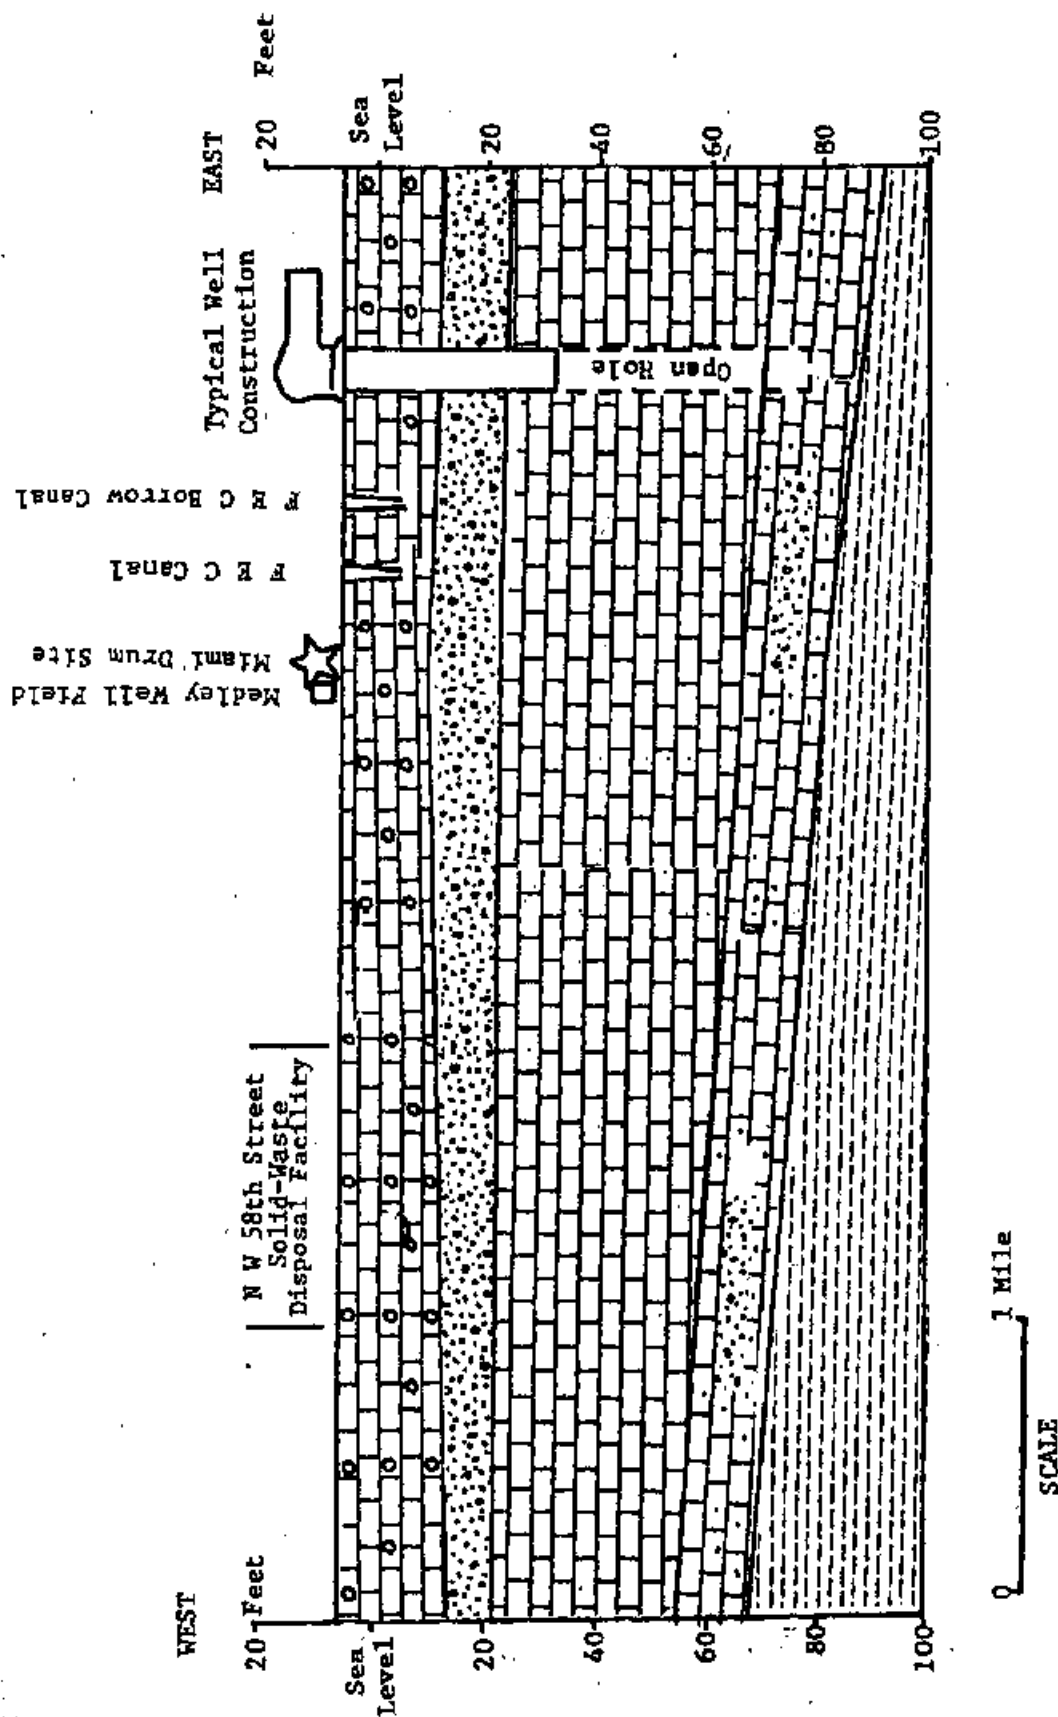 WEST
EAST
20 Feet
Sea
Level
20
40
60
80
100
N W 58th Street
Solid-Waste
Disposal Facility
Medley Well Field
Miami Drum Site
F E C Canal
F E C Borrow Canal
Typical Well
Construction
Open Hole
20 Feet
Sea
Level
20
40
60
80
100
0 1 Mile
SCALE